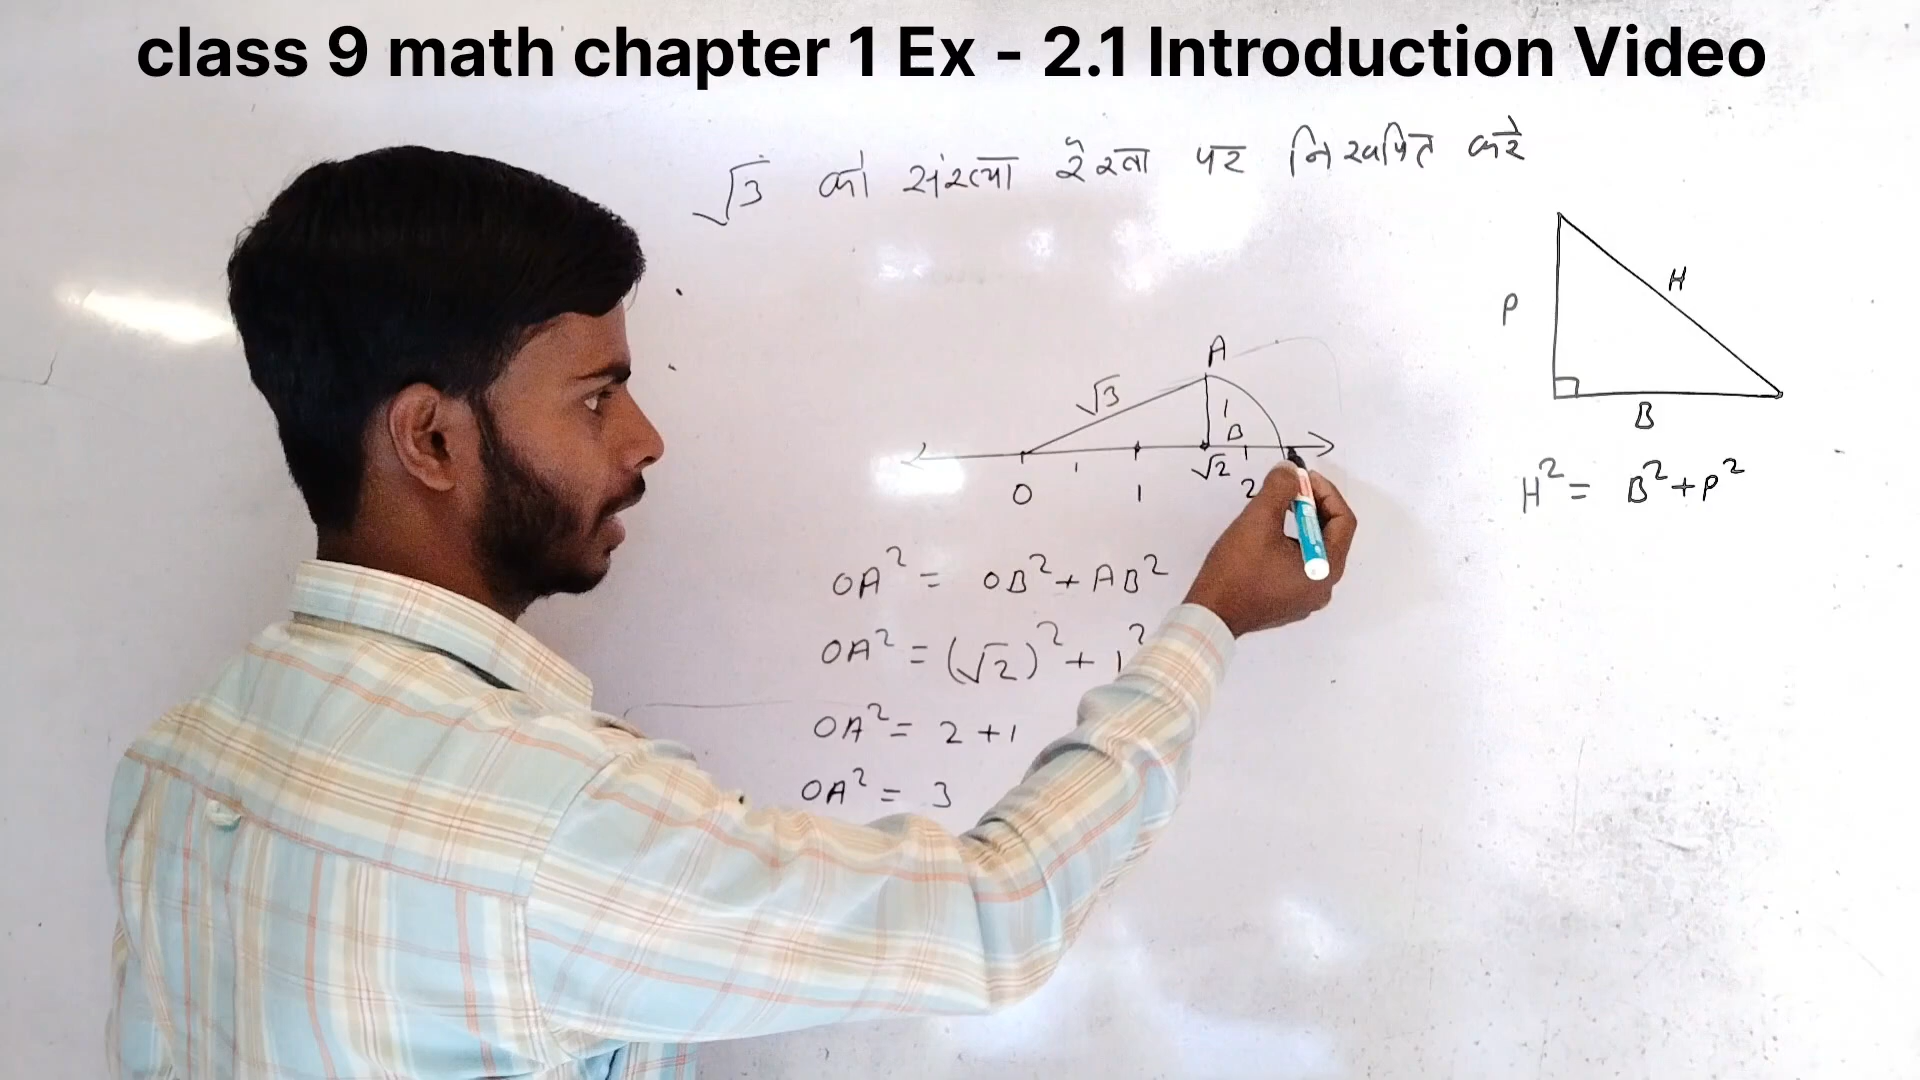 class 9 math chapter 1 Ex - 2.1 Introduction Video
√3 को संख्या रेखा पर निरूपित करे
A
√3
1
B
√2
0
1
2
P
H
B
H² = B² + P²
OA² = OB² + AB²
OA² = (√2)² + 1²
OA² = 2 + 1
OA² = 3